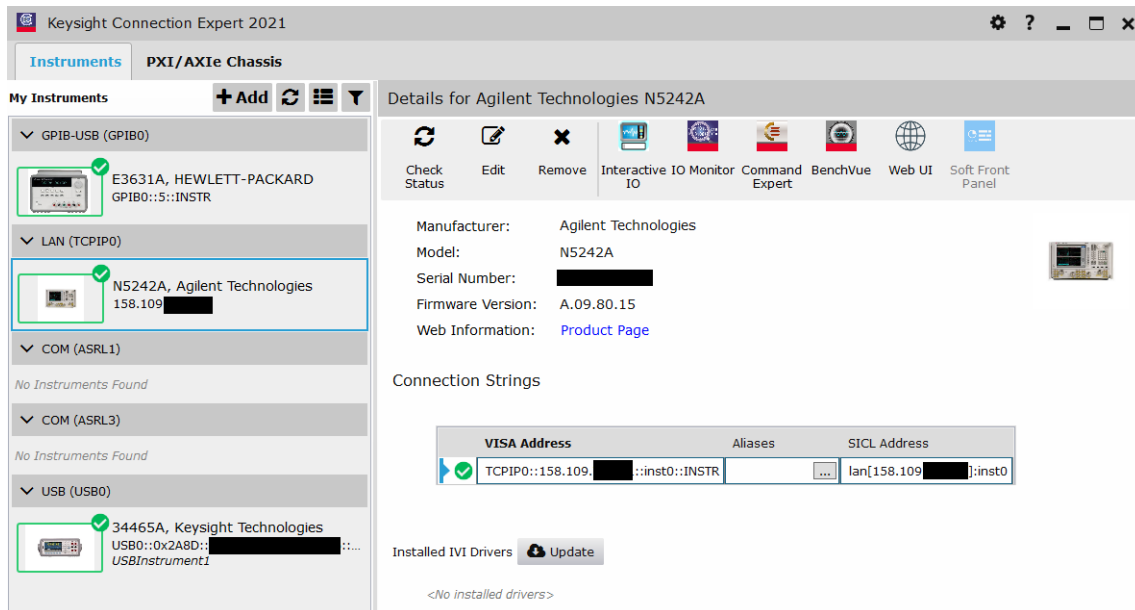 Keysight Connection Expert 2021
Instruments PXI/AXIe Chassis
My Instruments Add
GPIB-USB (GPIB0)
E3631A, HEWLETT-PACKARD
GPIB0::5::INSTR
LAN (TCPIP0)
N5242A, Agilent Technologies
158.109
COM (ASRL1)
No Instruments Found
COM (ASRL3)
No Instruments Found
USB (USB0)
34465A, Keysight Technologies
USB0::0x2A8D:: ::...
USBInstrument1
Details for Agilent Technologies N5242A
Check Status Edit Remove Interactive IO IO Monitor Command Expert BenchVue Web UI Soft Front Panel
Manufacturer: Agilent Technologies
Model: N5242A
Serial Number:
Firmware Version: A.09.80.15
Web Information: Product Page
Connection Strings
VISA Address Aliases SICL Address
TCPIP0::158.109. ::inst0::INSTR ... lan[158.109 ]:inst0
Installed IVI Drivers Update
<No installed drivers>